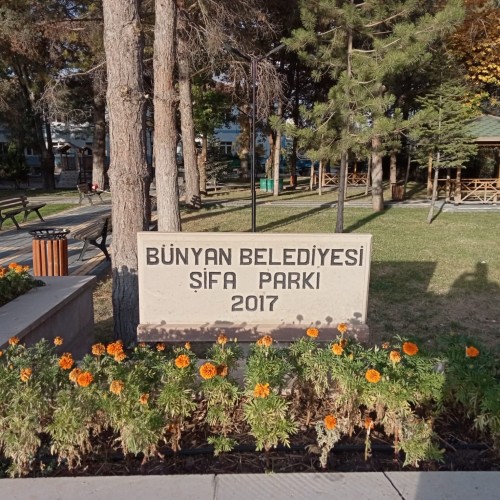 BÜNYAN BELEDİYESİ
ŞİFA PARKI
2017